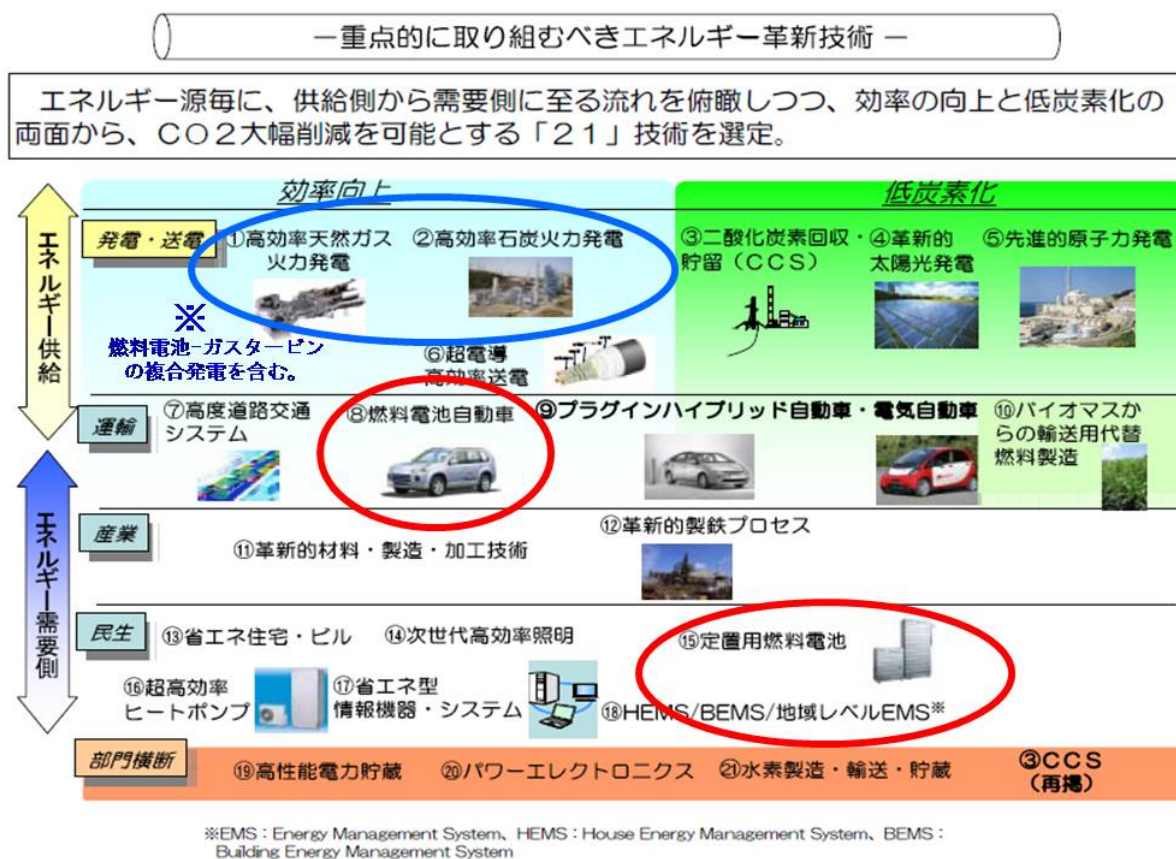 －重点的に取り組むべきエネルギー革新技術－
エネルギー源毎に、供給側から需要側に至る流れを俯瞰しつつ、効率の向上と低炭素化の
両面から、ＣＯ２大幅削減を可能とする「２１」技術を選定。
効率向上
低炭素化
エネルギー供給
発電・送電
①高効率天然ガス
火力発電
②高効率石炭火力発電
③二酸化炭素回収・
貯留（ＣＣＳ）
④革新的
太陽光発電
⑤先進的原子力発電
※
燃料電池-ガスタービン
の複合発電を含む。
⑥超電導
高効率送電
運輸
⑦高度道路交通
システム
⑧燃料電池自動車
⑨プラグインハイブリッド自動車・電気自動車
⑩バイオマスか
らの輸送用代替
燃料製造
エネルギー需要側
産業
⑪革新的材料・製造・加工技術
⑫革新的製鉄プロセス
民生
⑬省エネ住宅・ビル
⑭次世代高効率照明
⑮定置用燃料電池
⑯超高効率
ヒートポンプ
⑰省エネ型
情報機器・システム
⑱HEMS/BEMS/地域レベルEMS※
部門横断
⑲高性能電力貯蔵
⑳パワーエレクトロニクス
㉑水素製造・輸送・貯蔵
③ＣＣＳ
（再掲）
※EMS：Energy Management System、HEMS：House Energy Management System、BEMS：
Building Energy Management System